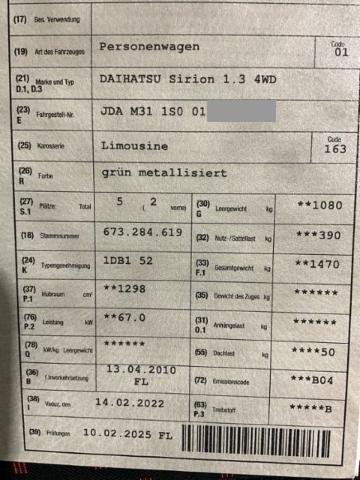 (17) Bes. Verwendung
(19) Art des Fahrzeuges Personenwagen Code 01
(21) D.1, D.3 Marke und Typ DAIHATSU Sirion 1.3 4WD
(23) E Fahrgestell-Nr. JDA M31 1S0 01
(25) Karosserie Limousine Code 163
(26) R Farbe grün metallisiert
(27) S.1 Plätze: Total 5 ( 2 vorne) (30) G Leergewicht kg **1080
(18) Stammnummer 673.284.619 (32) Nutz-/Sattellast kg ***390
(24) K Typengenehmigung 1DB1 52 (33) F.1 Gesamtgewicht kg **1470
(37) P.1 Hubraum cm³ **1298 (35) Gewicht des Zuges kg ******
(76) P.2 Leistung kW **67.0 (31) O.1 Anhängelast kg ******
(78) Q kW/kg Leergewicht ****** (55) Dachlast kg ****50
(36) B 1. Inverkehrsetzung 13.04.2010 FL (72) Emissionscode ***B04
(38) I Vaduz, den 14.02.2022 (63) P.3 Treibstoff *****B
(39) Prüfungen 10.02.2025 FL